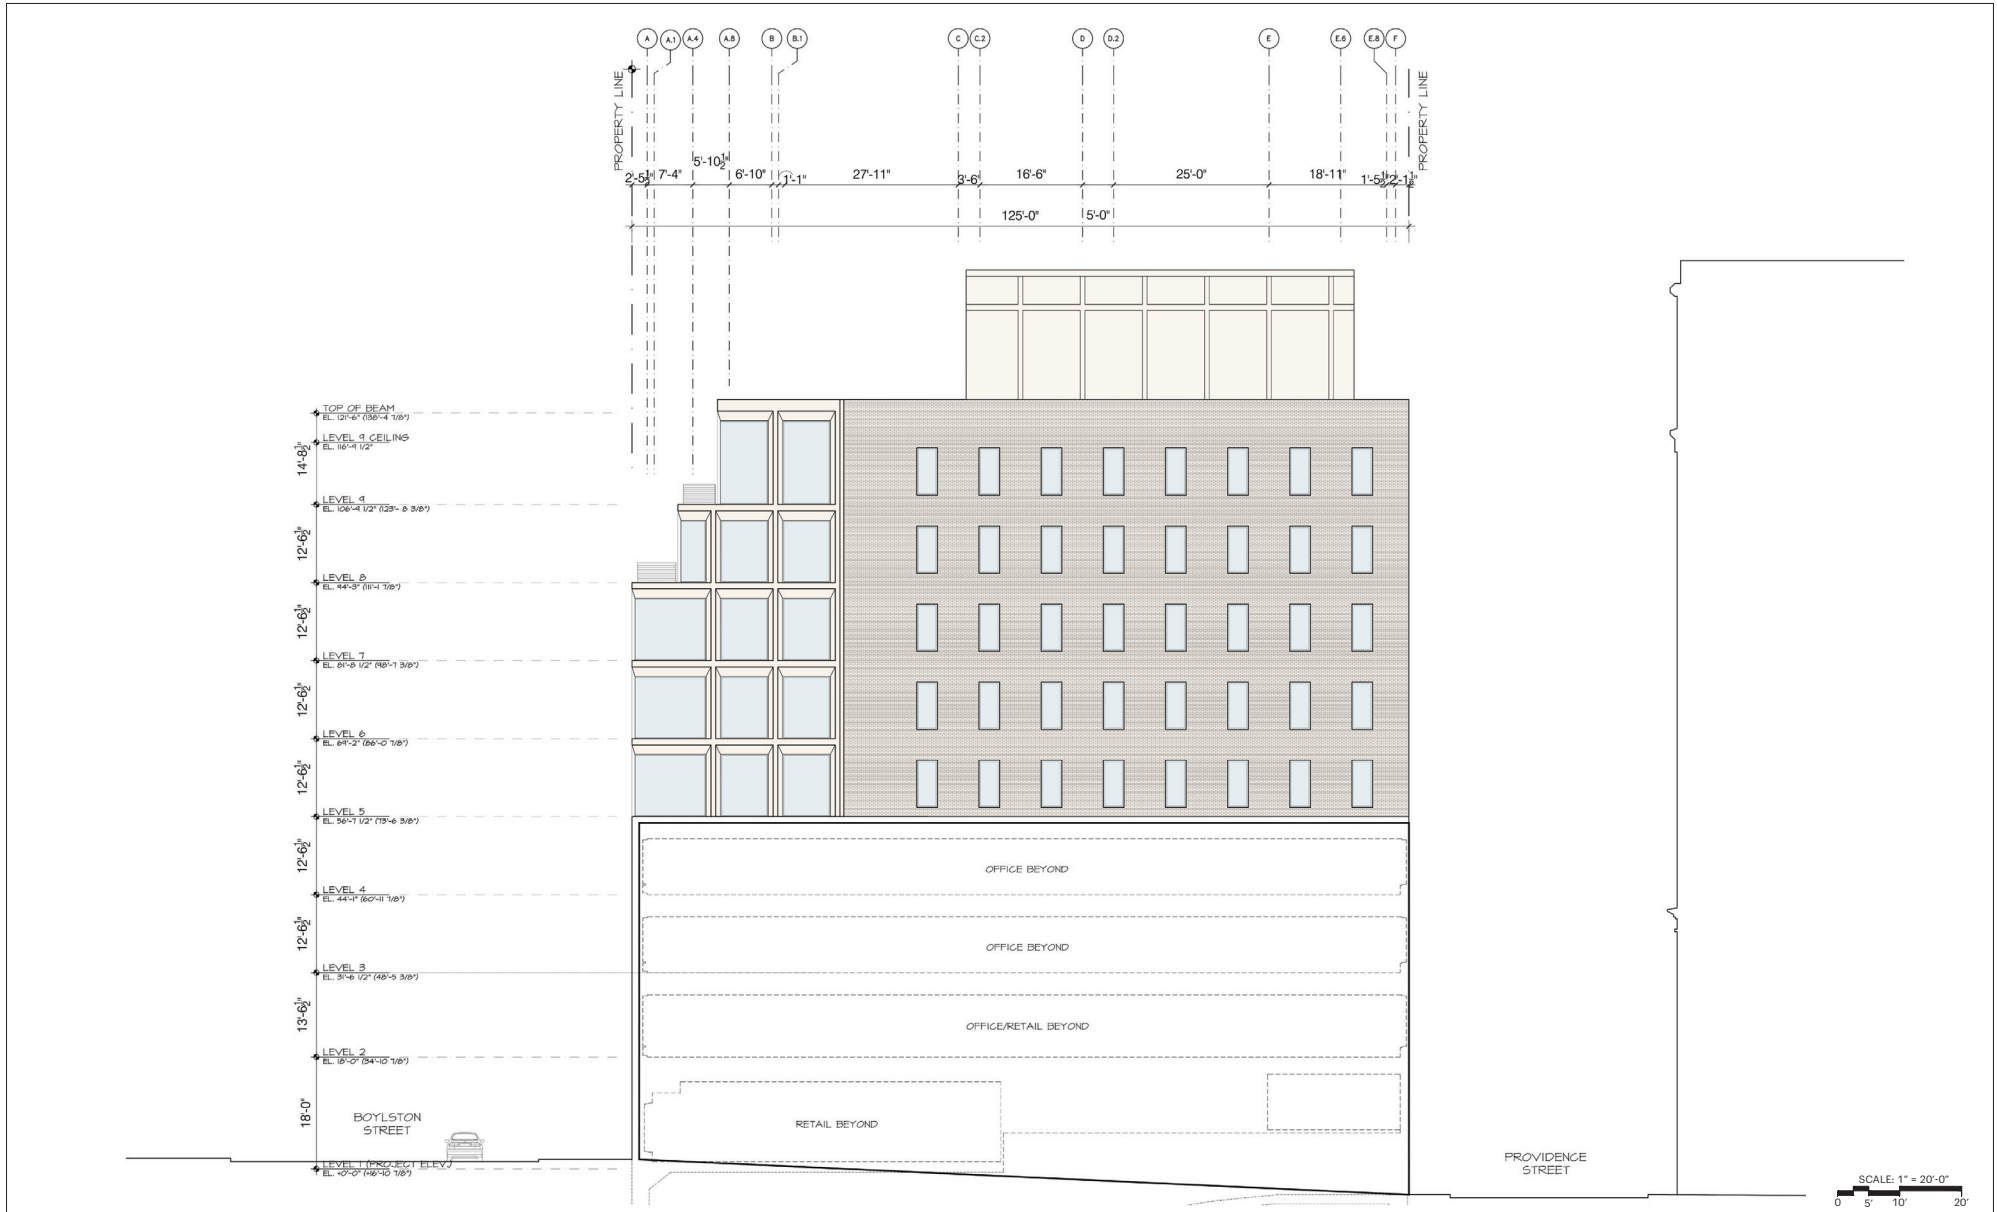 A
A.1
A.4
A.8
B
B.1
C
C.2
D
D.2
E
E.6
E.8
F
PROPERTY LINE
PROPERTY LINE
5'-10½"
7'-4"
6'-10"
1'-1"
27'-11"
3'-6"
16'-6"
25'-0"
18'-11"
125'-0"
5'-0"
TOP OF BEAM
EL. 121'-6" (138'-4 7/8")
LEVEL 9 CEILING
EL. 116'-9 1/2"
14'-8½"
LEVEL 9
EL. 106'-9 1/2" (123'- 8 3/8")
12'-6½"
LEVEL 8
EL. 94'-3" (111'-1 7/8")
12'-6½"
LEVEL 7
EL. 81'-8 1/2" (98'-7 3/8")
12'-6½"
LEVEL 6
EL. 69'-2" (86'-0 7/8")
12'-6½"
LEVEL 5
EL. 56'-7 1/2" (73'-6 3/8")
12'-6½"
OFFICE BEYOND
LEVEL 4
EL. 44'-1" (60'-11 7/8")
12'-6½"
OFFICE BEYOND
LEVEL 3
EL. 31'-6 1/2" (48'-5 3/8")
13'-6½"
OFFICE/RETAIL BEYOND
LEVEL 2
EL. 18'-0" (34'-10 7/8")
18'-0"
BOYLSTON
STREET
RETAIL BEYOND
LEVEL 1 (PROJECT ELEV.)
EL. +0'-0" (+16'-10 7/8")
PROVIDENCE
STREET
SCALE: 1" = 20'-0"
0 5' 10' 20'